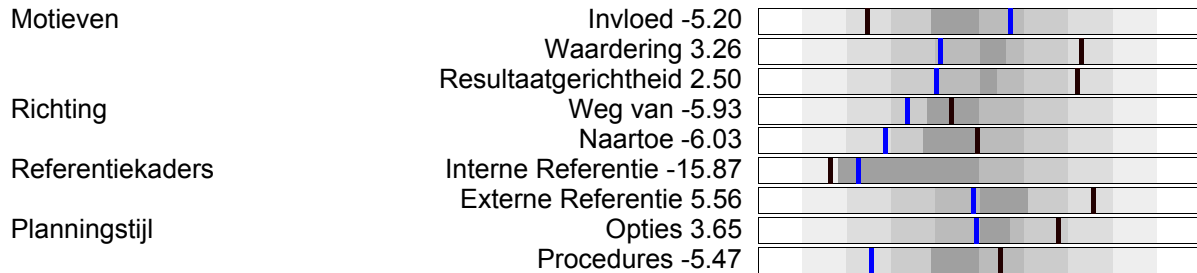 Motieven Invloed -5.20
Waardering 3.26
Resultaatgerichtheid 2.50
Richting Weg van -5.93
Naartoe -6.03
Referentiekaders Interne Referentie -15.87
Externe Referentie 5.56
Planningstijl Opties 3.65
Procedures -5.47